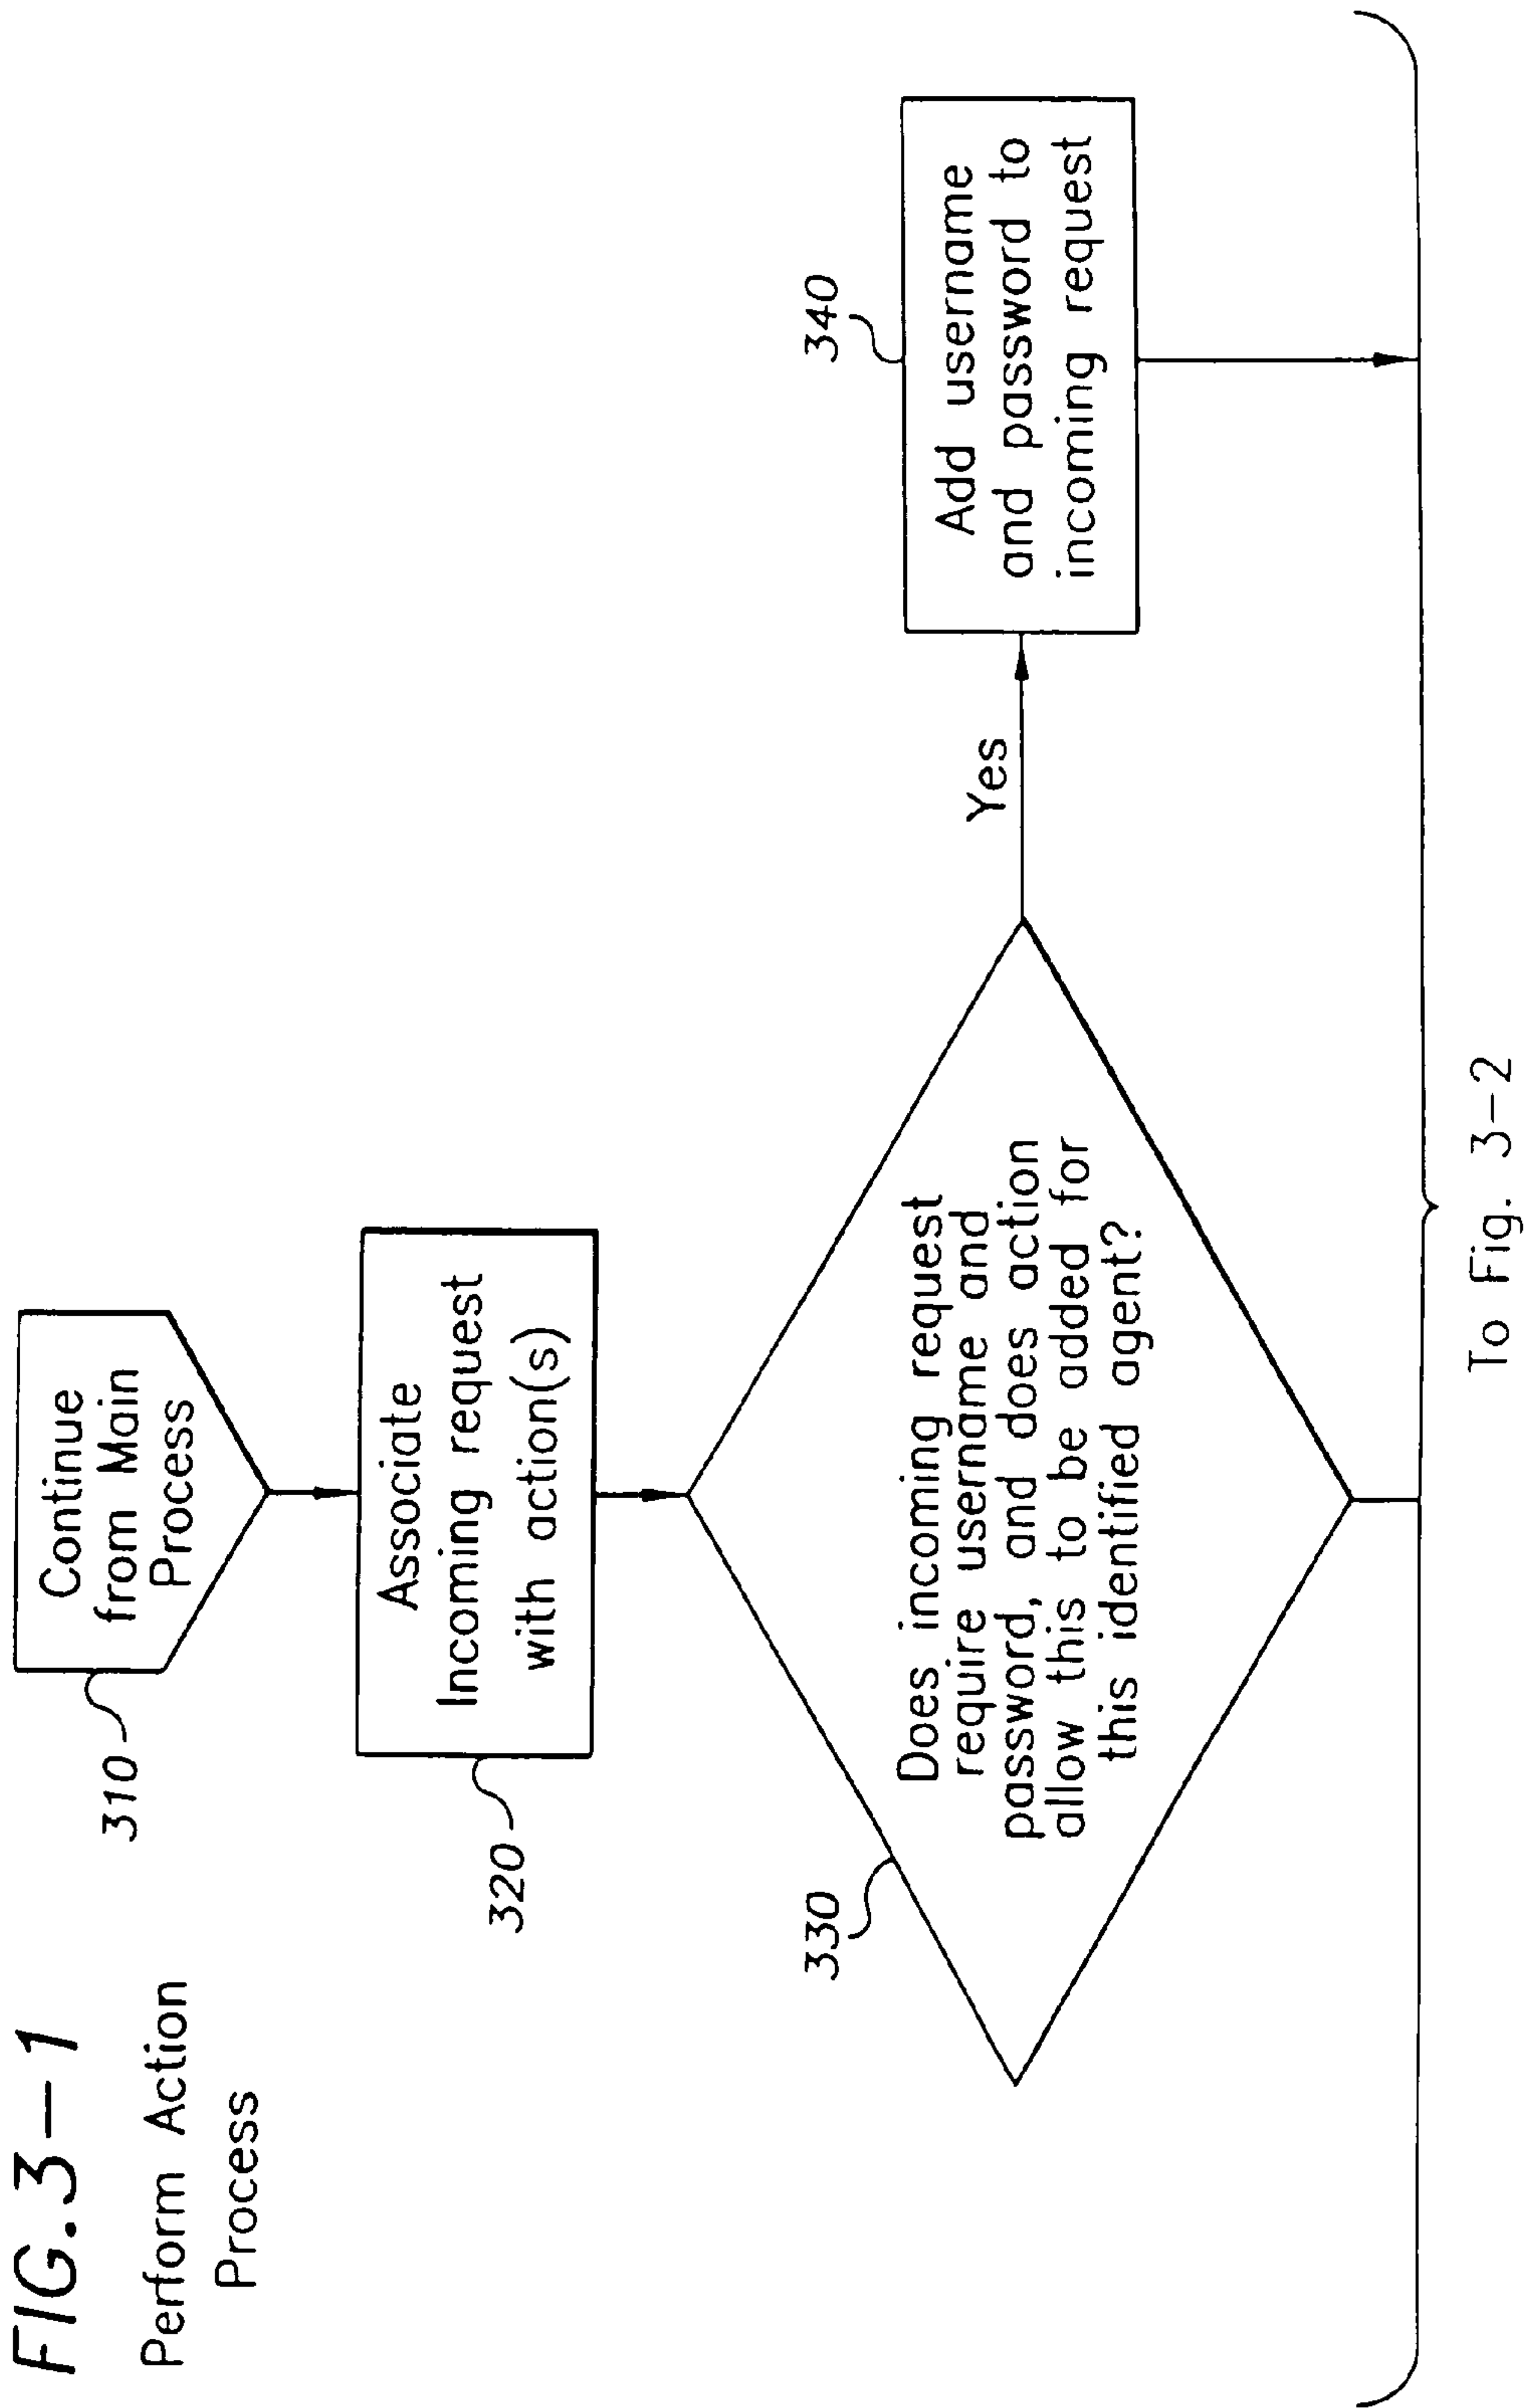 FIG.3-1
Perform Action
Process
310
Continue
from Main
Process
320
Associate
Incoming request
with action(s)
330
Does incoming request
require username and
password, and does action
allow this to be added for
this identified agent?
Yes
340
Add username
and password to
incoming request
To Fig. 3-2